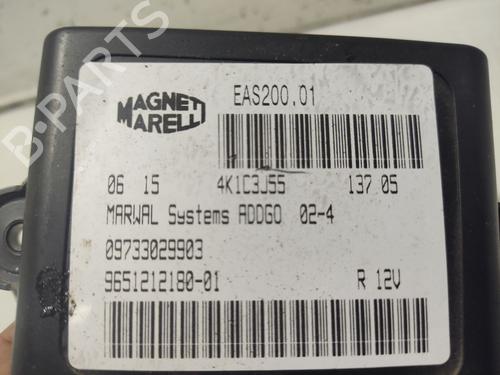 MAGNETI MARELLI EAS200.01
06 15 4K1C3J55 137 05
MARWAL Systems ADDGO 02-4
09733029903
9651212180-01 R 12V
B-PARTS